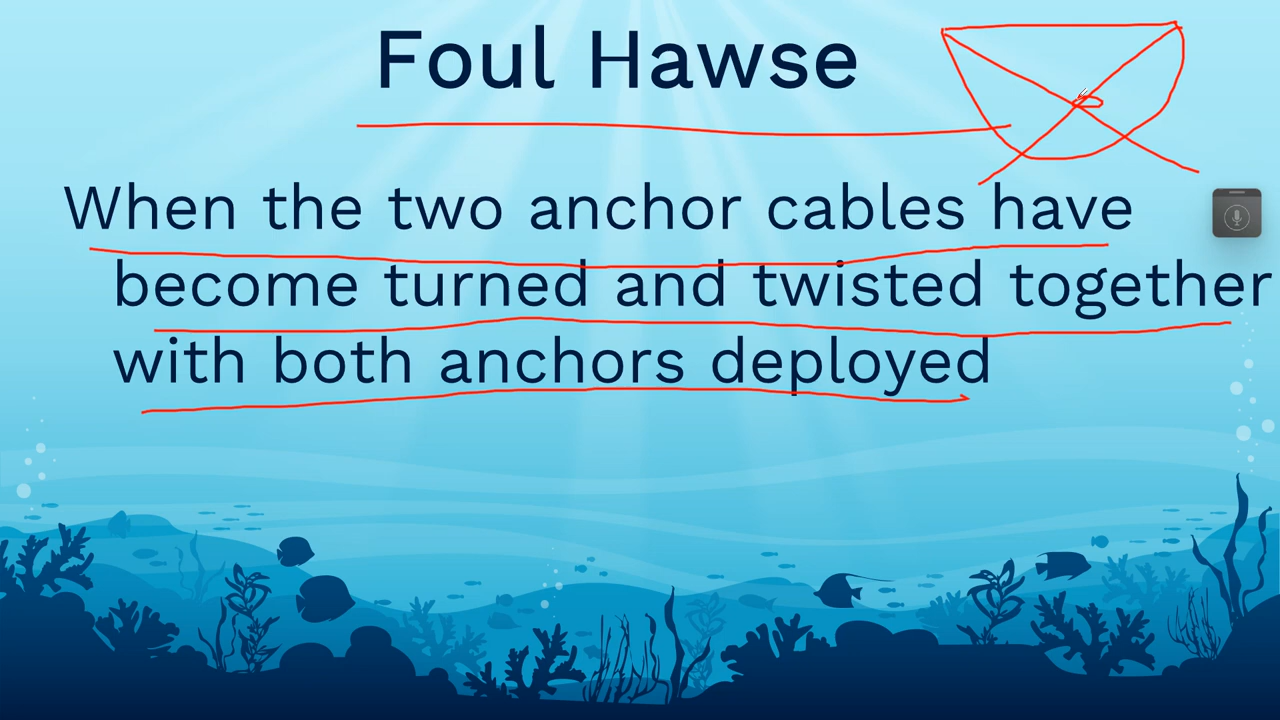 Foul Hawse
When the two anchor cables have
become turned and twisted together
with both anchors deployed